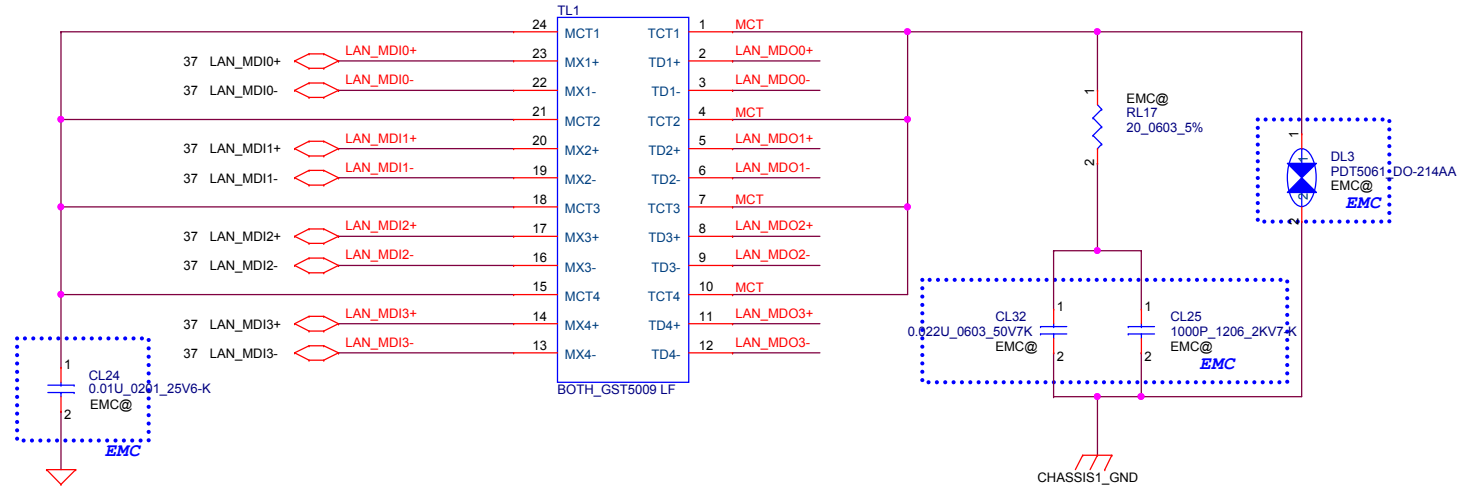 TL1
24 MCT1 TCT1 1 MCT
37 LAN_MDI0+ LAN_MDI0+ 23 MX1+ TD1+ 2 LAN_MDO0+
37 LAN_MDI0- LAN_MDI0- 22 MX1- TD1- 3 LAN_MDO0-
21 MCT2 TCT2 4 MCT
37 LAN_MDI1+ LAN_MDI1+ 20 MX2+ TD2+ 5 LAN_MDO1+
37 LAN_MDI1- LAN_MDI1- 19 MX2- TD2- 6 LAN_MDO1-
18 MCT3 TCT3 7 MCT
37 LAN_MDI2+ LAN_MDI2+ 17 MX3+ TD3+ 8 LAN_MDO2+
37 LAN_MDI2- LAN_MDI2- 16 MX3- TD3- 9 LAN_MDO2-
15 MCT4 TCT4 10 MCT
37 LAN_MDI3+ LAN_MDI3+ 14 MX4+ TD4+ 11 LAN_MDO3+
37 LAN_MDI3- LAN_MDI3- 13 MX4- TD4- 12 LAN_MDO3-
BOTH_GST5009 LF
1
CL24
0.01U_0201_25V6-K
EMC@
2
EMC
1
EMC@
RL17
20_0603_5%
2
1
DL3
1
PDT5061_DO-214AA
EMC@
2
EMC
2
1
CL32
0.022U_0603_50V7K
EMC@
2
1
CL25
1000P_1206_2KV7-K
EMC@
2
EMC
CHASSIS1_GND